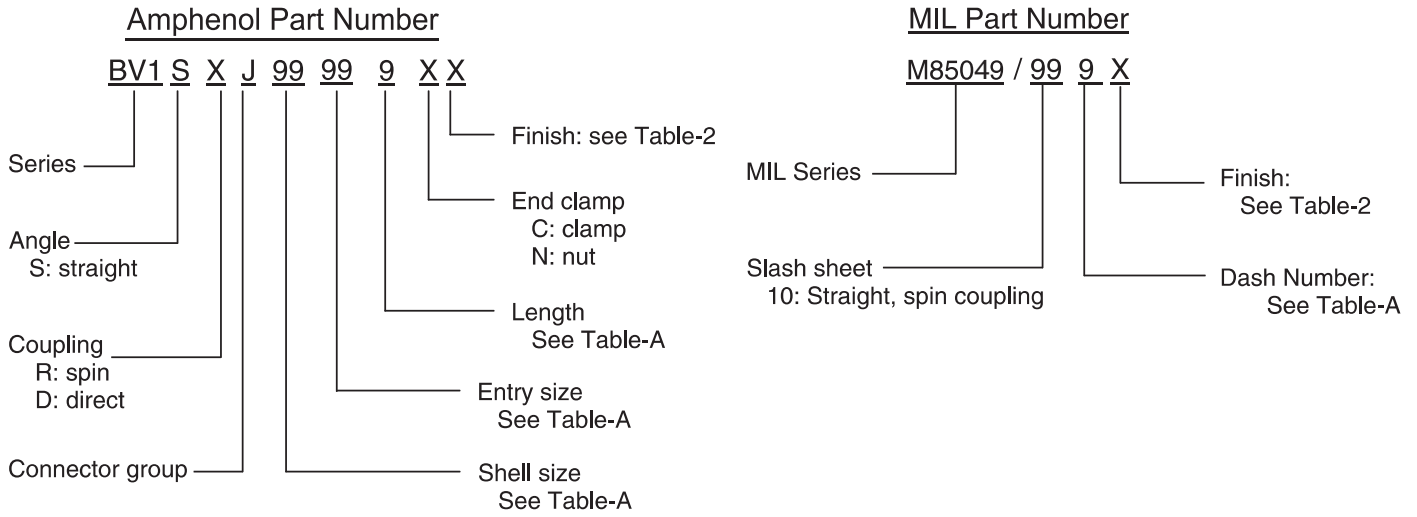 Amphenol Part Number
BV1 S X J 99 99 9 X X
Series
Angle
S: straight
Coupling
R: spin
D: direct
Connector group
Finish: see Table-2
End clamp
C: clamp
N: nut
Length
See Table-A
Entry size
See Table-A
Shell size
See Table-A
MIL Part Number
M85049 / 99 9 X
MIL Series
Slash sheet
10: Straight, spin coupling
Finish:
See Table-2
Dash Number:
See Table-A